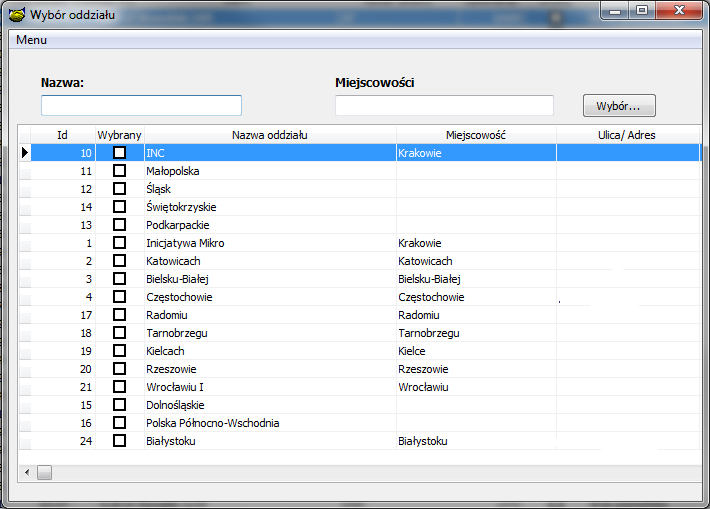 Wybór oddziału
Menu
Nazwa: Miejscowości
Wybór...
Id Wybrany Nazwa oddziału Miejscowość Ulica/ Adres
10 INC Krakowie
11 Małopolska
12 Śląsk
14 Świętokrzyskie
13 Podkarpackie
1 Inicjatywa Mikro Krakowie
2 Katowicach Katowicach
3 Bielsku-Białej Bielsku-Białej
4 Częstochowie Częstochowie
17 Radomiu Radomiu
18 Tarnobrzegu Tarnobrzegu
19 Kielcach Kielce
20 Rzeszowie Rzeszowie
21 Wrocławiu I Wrocławiu
15 Dolnośląskie
16 Polska Północno-Wschodnia
24 Białystoku Białystoku